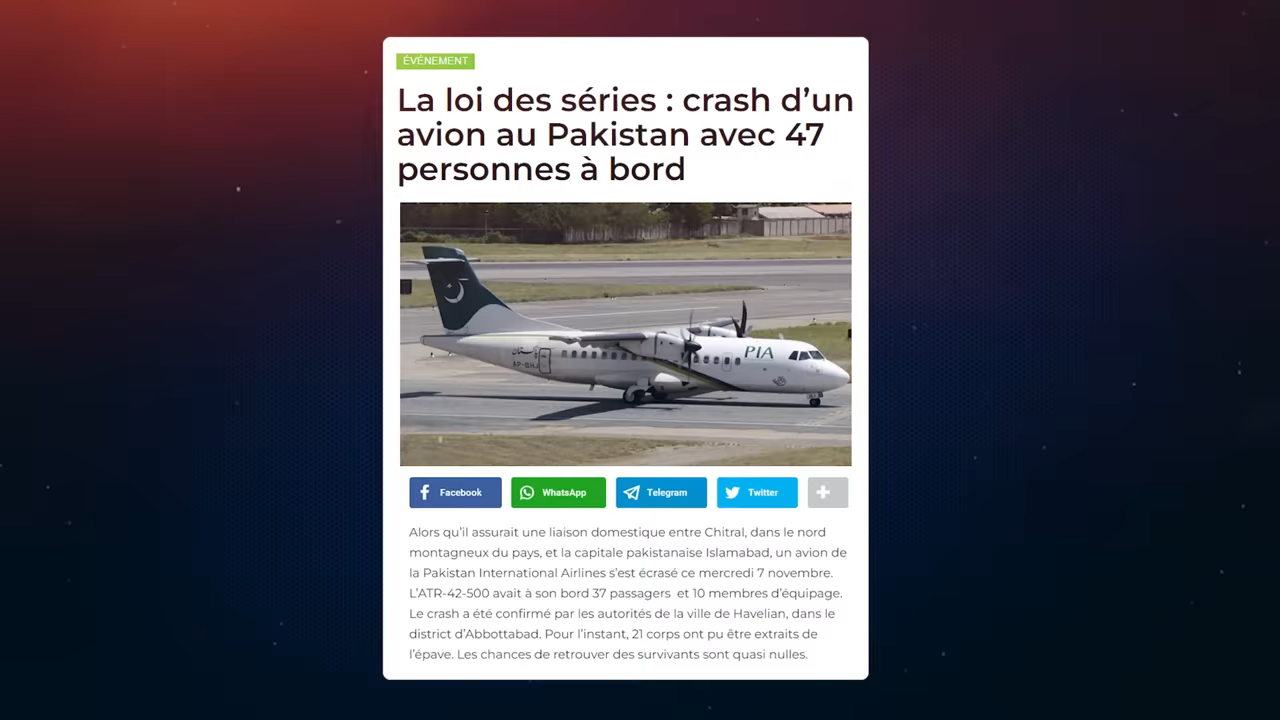 ÉVÉNEMENT
La loi des séries : crash d’un
avion au Pakistan avec 47
personnes à bord
PIA
Facebook
WhatsApp
Telegram
Twitter
Alors qu’il assurait une liaison domestique entre Chitral, dans le nord
montagneux du pays, et la capitale pakistanaise Islamabad, un avion de
la Pakistan International Airlines s’est écrasé ce mercredi 7 novembre.
L’ATR-42-500 avait à son bord 37 passagers et 10 membres d’équipage.
Le crash a été confirmé par les autorités de la ville de Havelian, dans le
district d’Abbottabad. Pour l’instant, 21 corps ont pu être extraits de
l’épave. Les chances de retrouver des survivants sont quasi nulles.